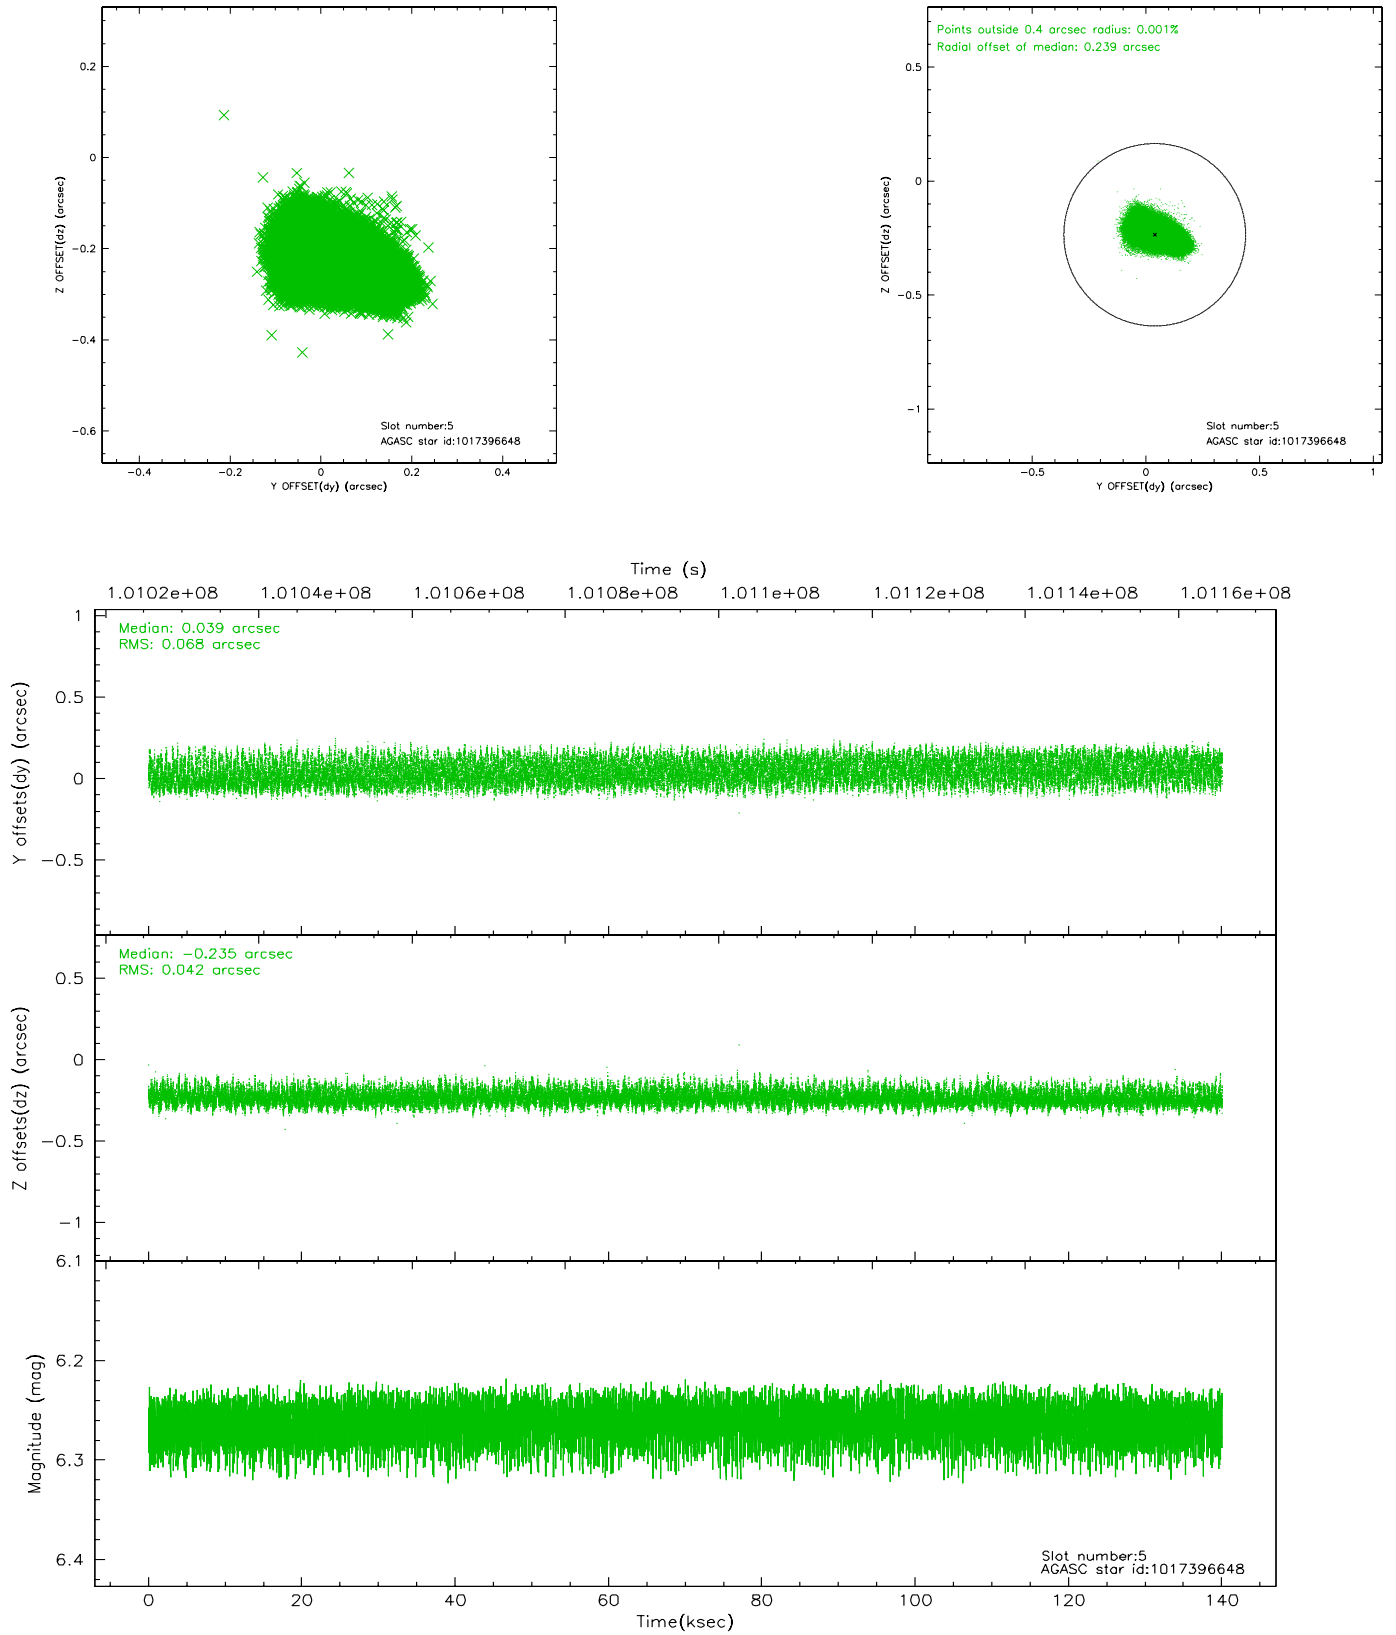 0.2
0
−0.2
−0.4
−0.6
Z OFFSET(dz) (arcsec)
Slot number:5
AGASC star id:1017396648
−0.4 −0.2 0 0.2 0.4
Y OFFSET(dy) (arcsec)
Points outside 0.4 arcsec radius: 0.001%
Radial offset of median: 0.239 arcsec
0.5
0
−0.5
−1
Z OFFSET(dz) (arcsec)
Slot number:5
AGASC star id:1017396648
−0.5 0 0.5 1
Y OFFSET(dy) (arcsec)
Time (s)
1.0102e+08 1.0104e+08 1.0106e+08 1.0108e+08 1.011e+08 1.0112e+08 1.0114e+08 1.0116e+08
Median: 0.039 arcsec
RMS: 0.068 arcsec
1
0.5
0
−0.5
Y offsets(dy) (arcsec)
Median: −0.235 arcsec
RMS: 0.042 arcsec
0.5
0
−0.5
−1
Z offsets(dz) (arcsec)
6.1
6.2
6.3
6.4
Magnitude (mag)
Slot number:5
AGASC star id:1017396648
0 20 40 60 80 100 120 140
Time(ksec)